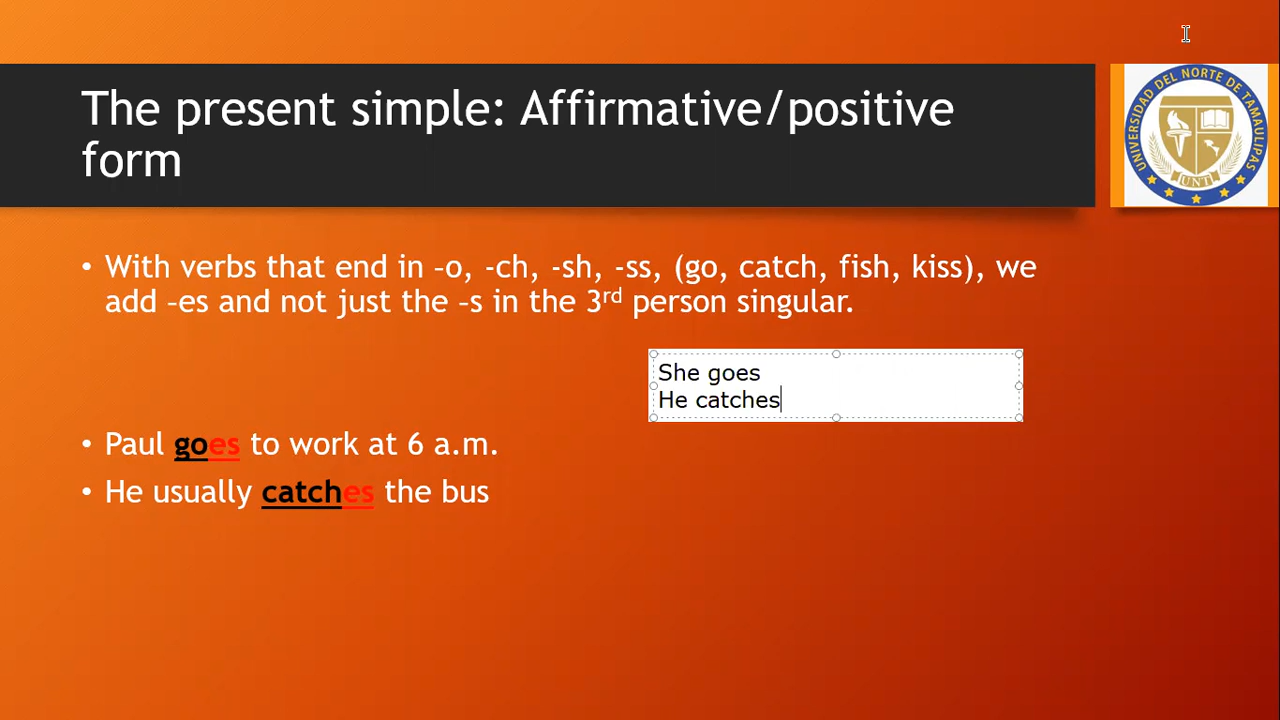 The present simple: Affirmative/positive
form
UNIVERSIDAD DEL NORTE DE TAMAULIPAS
UNT
• With verbs that end in –o, -ch, -sh, -ss, (go, catch, fish, kiss), we
add –es and not just the –s in the 3rd person singular.
She goes
He catches
• Paul goes to work at 6 a.m.
• He usually catches the bus